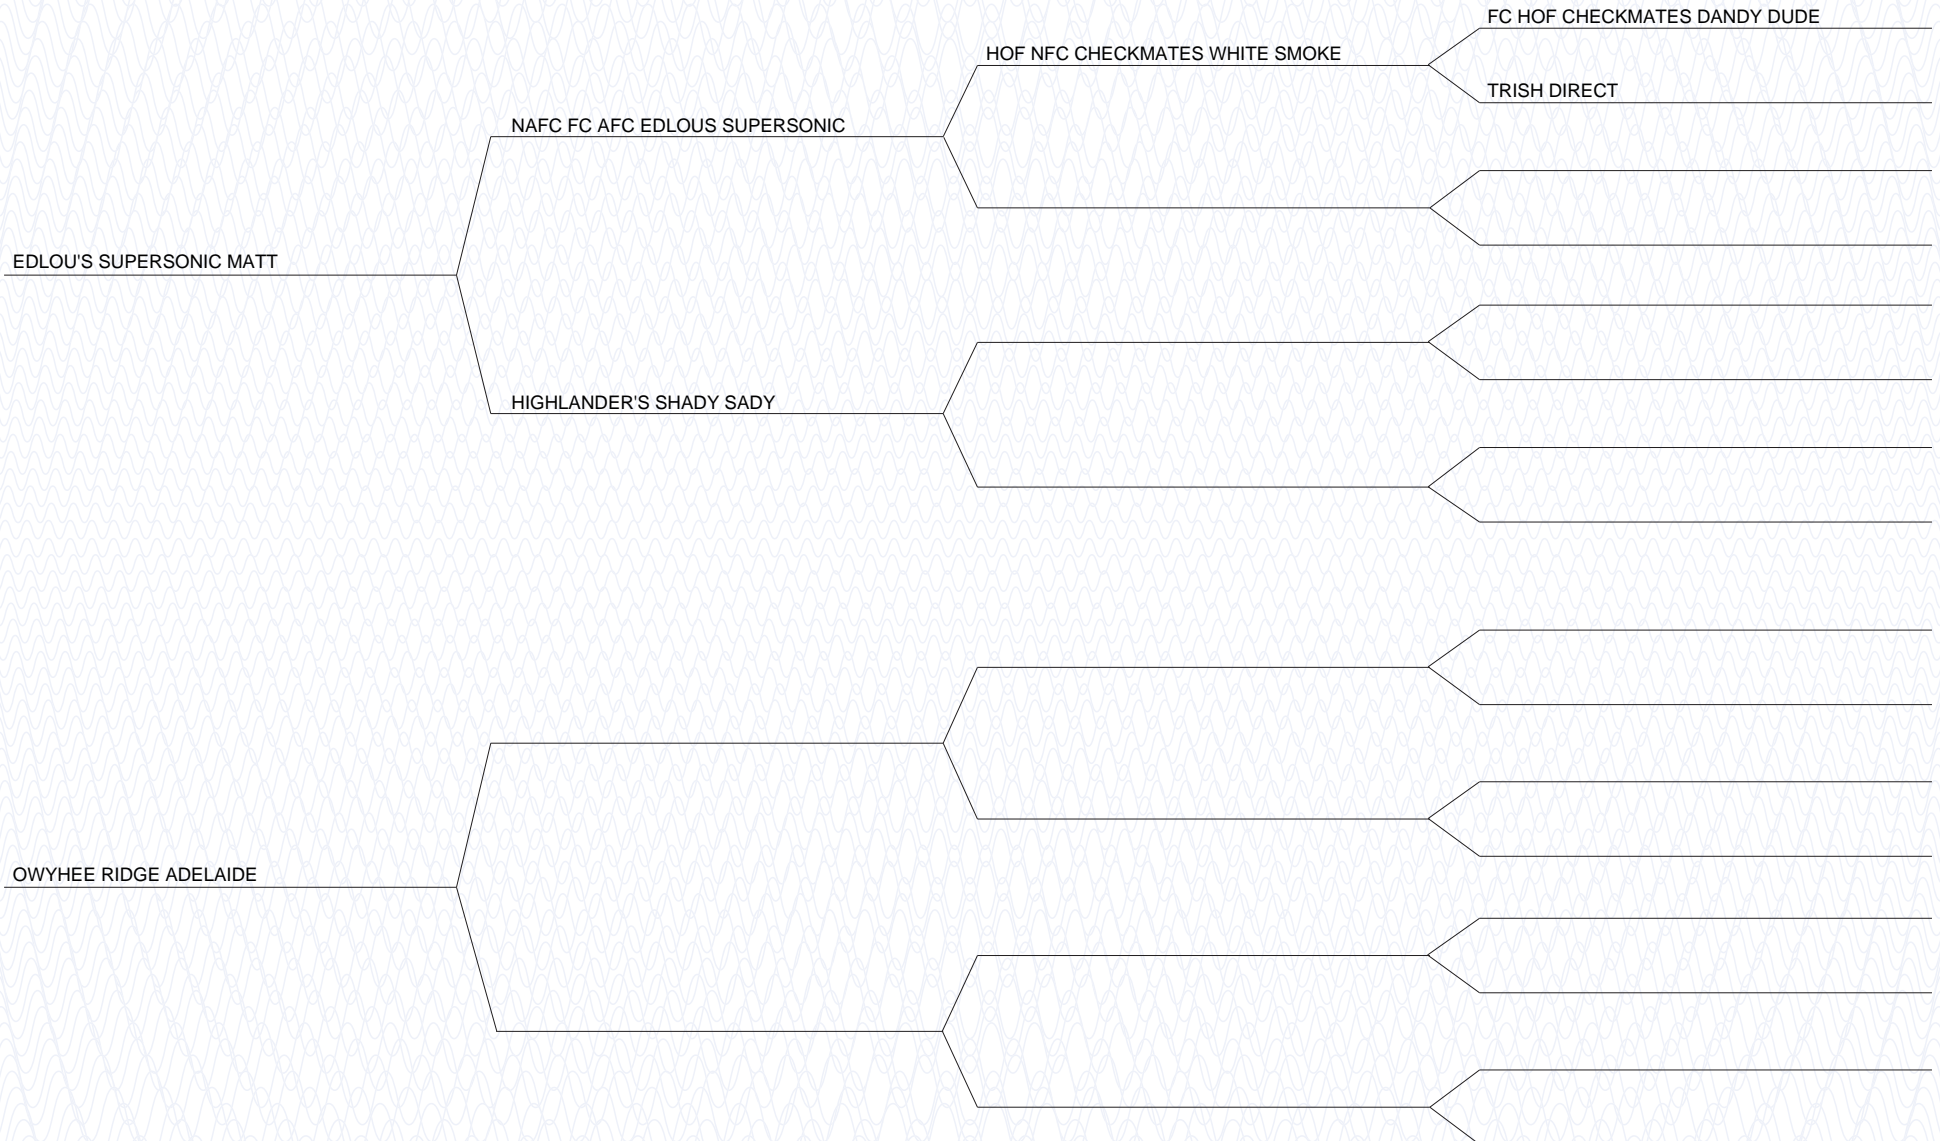 FC HOF CHECKMATES DANDY DUDE
HOF NFC CHECKMATES WHITE SMOKE
TRISH DIRECT
NAFC FC AFC EDLOUS SUPERSONIC
EDLOU'S SUPERSONIC MATT
HIGHLANDER'S SHADY SADY
OWYHEE RIDGE ADELAIDE